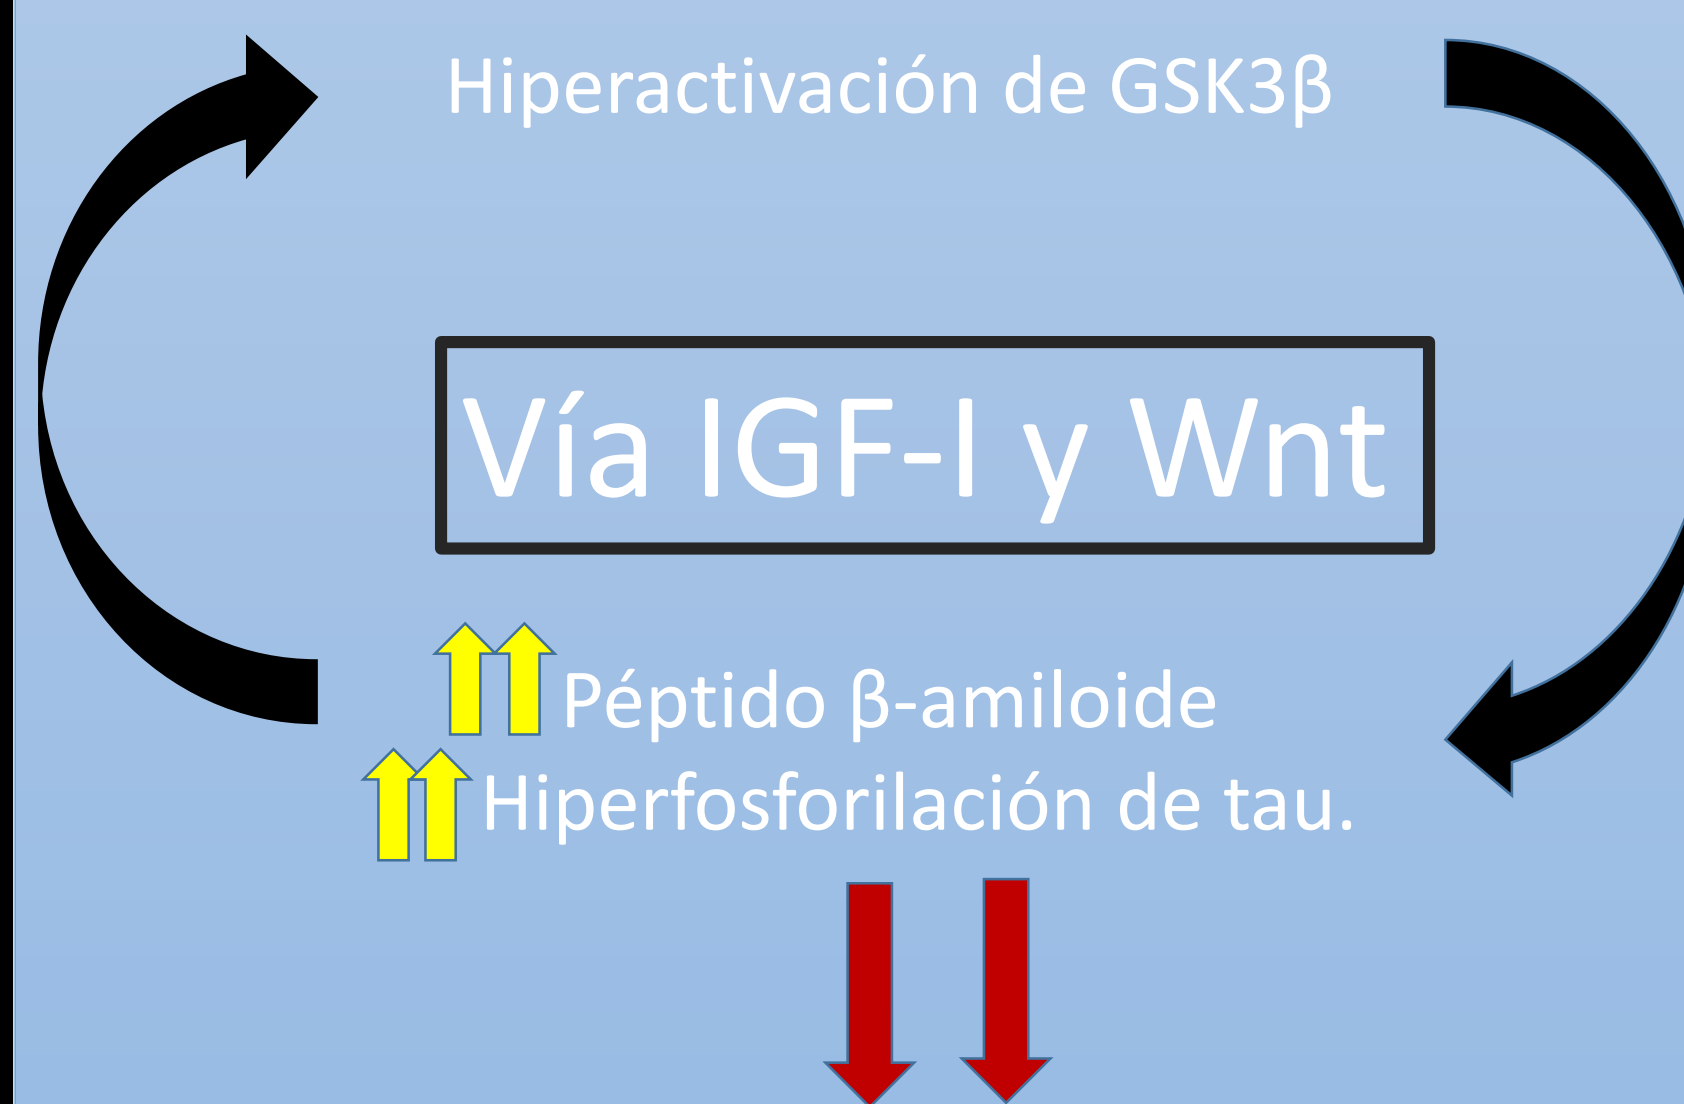 Hiperactivación de GSK3β
Vía IGF-I y Wnt
Péptido β-amiloide
Hiperfosforilación de tau.